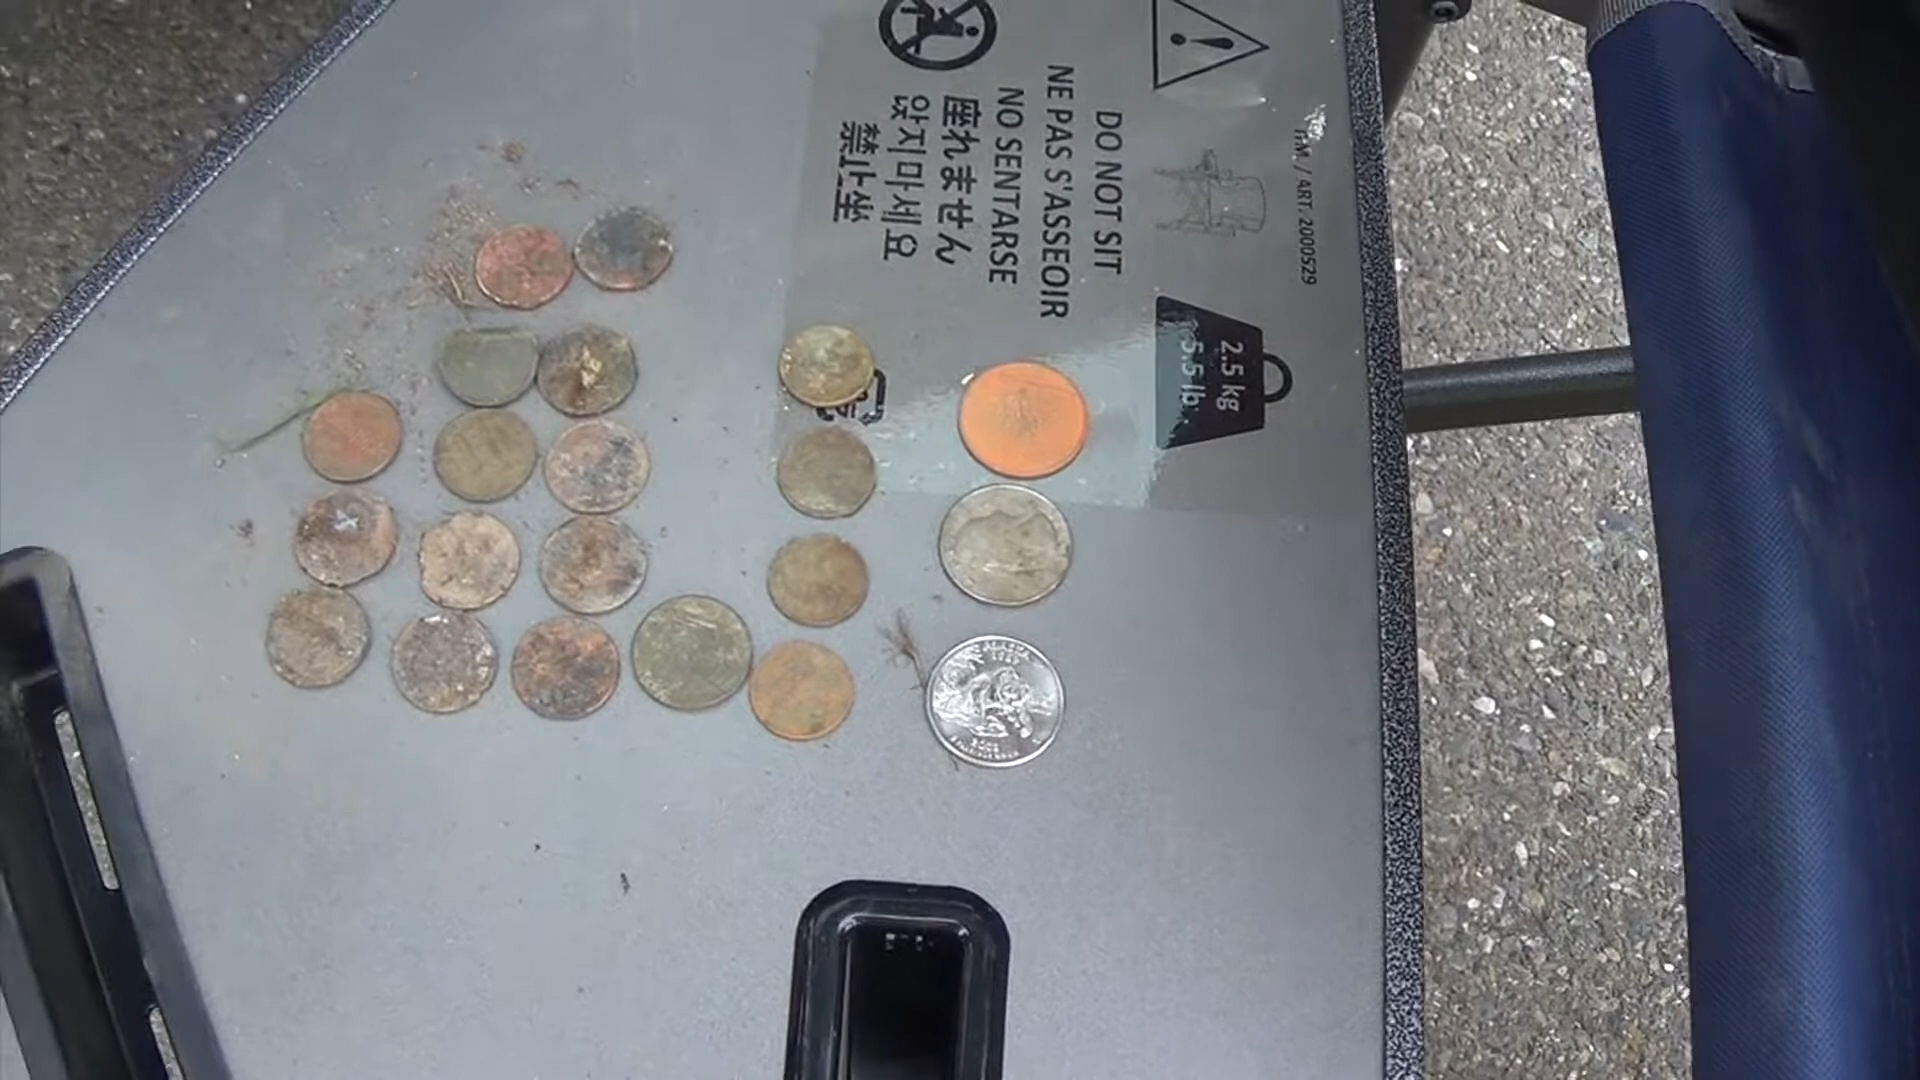 DO NOT SIT
NE PAS S'ASSEOIR
NO SENTARSE
座れません
앉지마세요
禁止坐
2.5 kg
5.5 lb
ART. 2000529
ALASKA